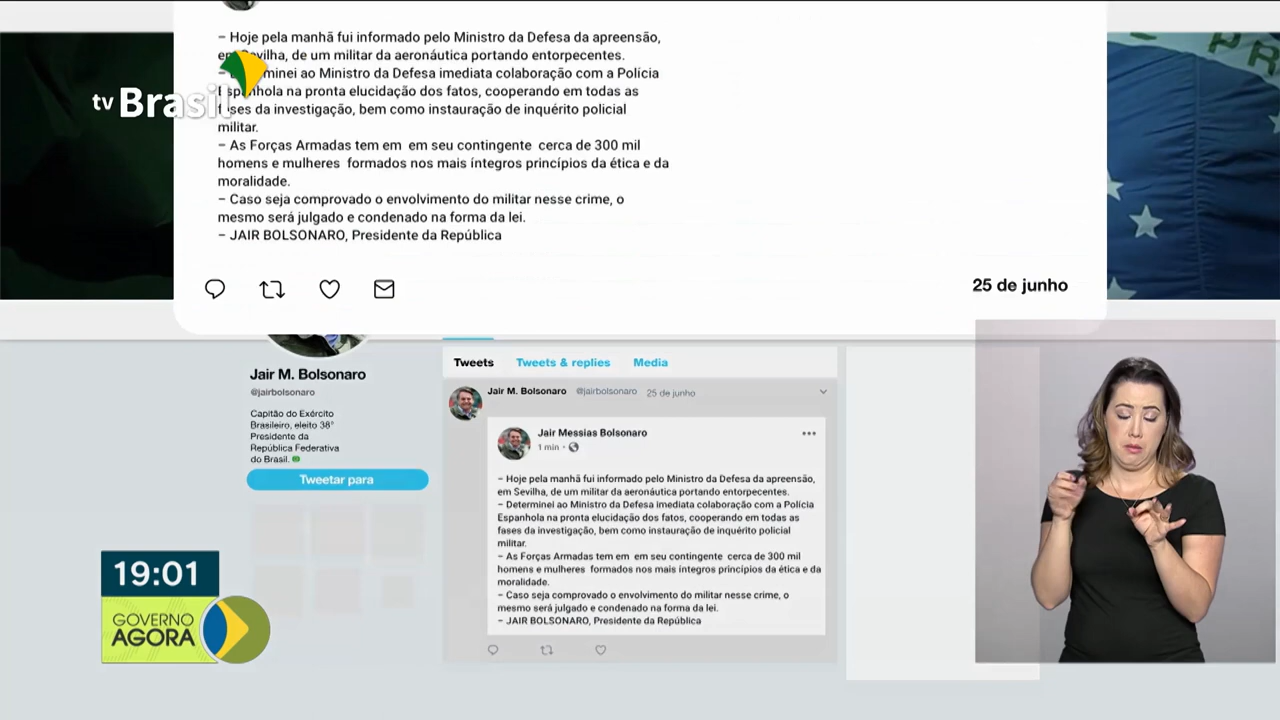 – Hoje pela manhã fui informado pelo Ministro da Defesa da apreensão,
em Sevilha, de um militar da aeronáutica portando entorpecentes.
– Determinei ao Ministro da Defesa imediata colaboração com a Polícia
Espanhola na pronta elucidação dos fatos, cooperando em todas as
fases da investigação, bem como instauração de inquérito policial
militar.
– As Forças Armadas tem em em seu contingente cerca de 300 mil
homens e mulheres formados nos mais íntegros princípios da ética e da
moralidade.
– Caso seja comprovado o envolvimento do militar nesse crime, o
mesmo será julgado e condenado na forma da lei.
– JAIR BOLSONARO, Presidente da República
tv Brasil
25 de junho
Jair M. Bolsonaro
@jairbolsonaro
Capitão do Exército
Brasileiro, eleito 38°
Presidente da
República Federativa
do Brasil.
Tweetar para
Tweets Tweets & replies Media
Jair M. Bolsonaro @jairbolsonaro 25 de junho
Jair Messias Bolsonaro
1 min
– Hoje pela manhã fui informado pelo Ministro da Defesa da apreensão,
em Sevilha, de um militar da aeronáutica portando entorpecentes.
– Determinei ao Ministro da Defesa imediata colaboração com a Polícia
Espanhola na pronta elucidação dos fatos, cooperando em todas as
fases da investigação, bem como instauração de inquérito policial
militar.
– As Forças Armadas tem em em seu contingente cerca de 300 mil
homens e mulheres formados nos mais íntegros princípios da ética e da
moralidade.
– Caso seja comprovado o envolvimento do militar nesse crime, o
mesmo será julgado e condenado na forma da lei.
– JAIR BOLSONARO, Presidente da República
19:01
GOVERNO
AGORA